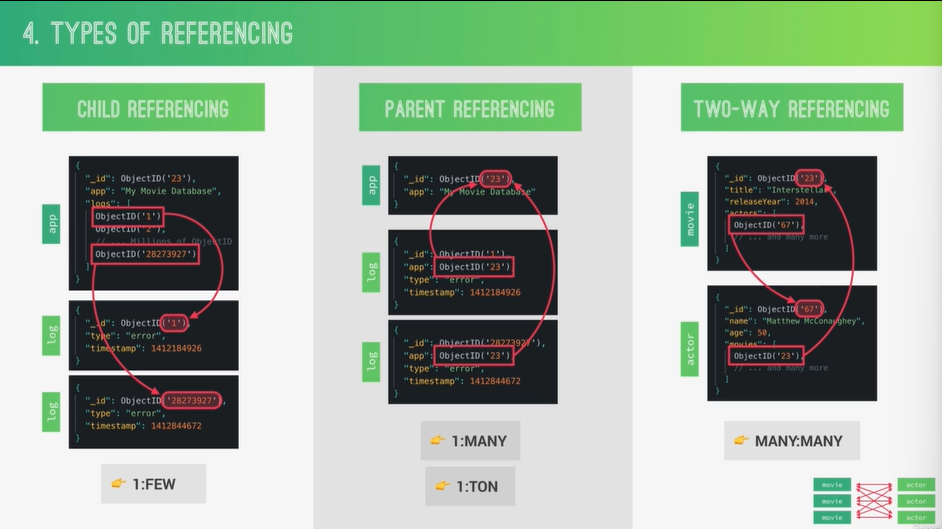 4. TYPES OF REFERENCING
CHILD REFERENCING
app
{
"_id": ObjectID('23'),
"app": "My Movie Database",
"logs": [
ObjectID('1')
ObjectID('2'),
// ... Millions of ObjectID
ObjectID('28273927')
]
}
log
{
"_id": ObjectID('1'),
"type": "error",
"timestamp": 1412184926
}
log
{
"_id": ObjectID('28273927'),
"type": "error",
"timestamp": 1412844672
}
👉 1:FEW
PARENT REFERENCING
app
{
"_id": ObjectID('23'),
"app": "My Movie Database"
}
log
{
"_id": ObjectID('1'),
"app": ObjectID('23')
"type": "error",
"timestamp": 1412184926
}
log
{
"_id": ObjectID('28273927'),
"app": ObjectID('23')
"type": "error",
"timestamp": 1412844672
}
👉 1:MANY
👉 1:TON
TWO-WAY REFERENCING
movie
{
"_id": ObjectID('23'),
"title": "Interstellar",
"releaseYear": 2014,
"actors": [
ObjectID('67'),
// ... and many more
]
}
actor
{
"_id": ObjectID('67'),
"name": "Matthew McConaughey",
"age": 50,
"movies": [
ObjectID('23'),
// ... and many more
]
}
👉 MANY:MANY
movie actor
movie actor
movie actor